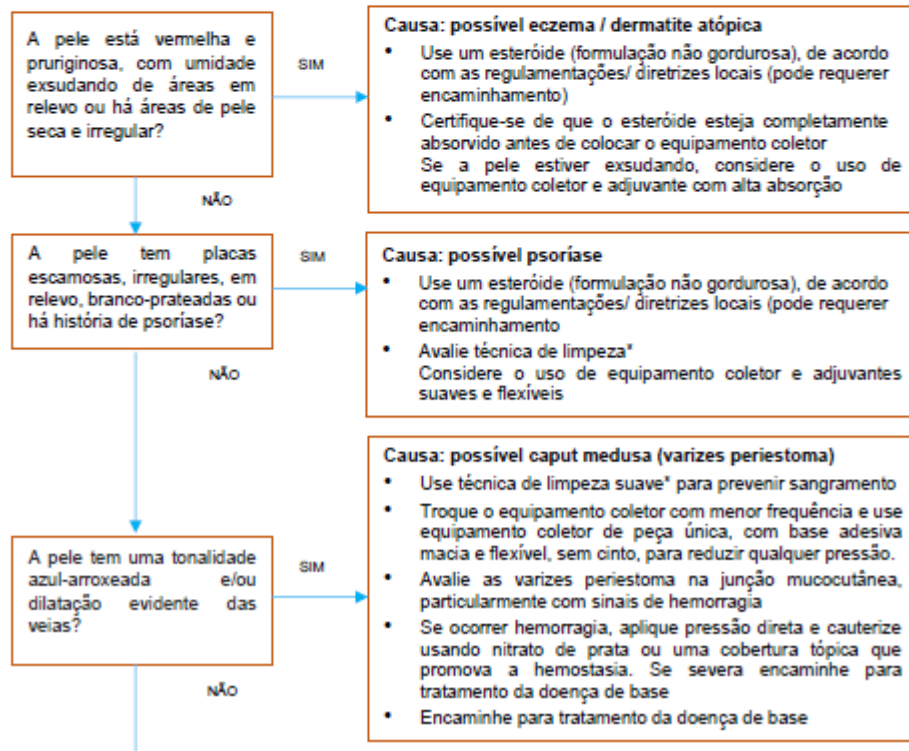 A pele está vermelha e
pruriginosa, com umidade
exsudando de áreas em
relevo ou há áreas de pele
seca e irregular?
SIM
Causa: possível eczema / dermatite atópica
• Use um esteróide (formulação não gordurosa), de acordo
com as regulamentações/ diretrizes locais (pode requerer
encaminhamento)
• Certifique-se de que o esteróide esteja completamente
absorvido antes de colocar o equipamento coletor
Se a pele estiver exsudando, considere o uso de
equipamento coletor e adjuvante com alta absorção
NÃO
A pele tem placas
escamosas, irregulares, em
relevo, branco-prateadas ou
há história de psoríase?
SIM
Causa: possível psoríase
• Use um esteróide (formulação não gordurosa), de acordo
com as regulamentações/ diretrizes locais (pode requerer
encaminhamento
• Avalie técnica de limpeza*
Considere o uso de equipamento coletor e adjuvantes
suaves e flexíveis
NÃO
A pele tem uma tonalidade
azul-arroxeada e/ou
dilatação evidente das
veias?
SIM
Causa: possível caput medusa (varizes periestoma)
• Use técnica de limpeza suave* para prevenir sangramento
• Troque o equipamento coletor com menor frequência e use
equipamento coletor de peça única, com base adesiva
macia e flexível, sem cinto, para reduzir qualquer pressão.
• Avalie as varizes periestoma na junção mucocutânea,
particularmente com sinais de hemorragia
• Se ocorrer hemorragia, aplique pressão direta e cauterize
usando nitrato de prata ou uma cobertura tópica que
promova a hemostasia. Se severa encaminhe para
tratamento da doença de base
• Encaminhe para tratamento da doença de base
NÃO